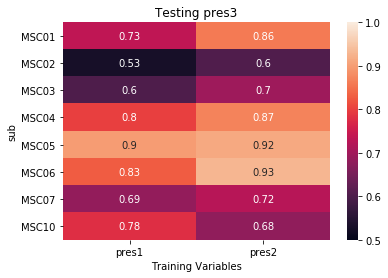 Testing pres3
MSC01 0.73 0.86
MSC02 0.53 0.6
MSC03 0.6 0.7
MSC04 0.8 0.87
MSC05 0.9 0.92
MSC06 0.83 0.93
MSC07 0.69 0.72
MSC10 0.78 0.68
sub
pres1 pres2
Training Variables
1.0
0.9
0.8
0.7
0.6
0.5